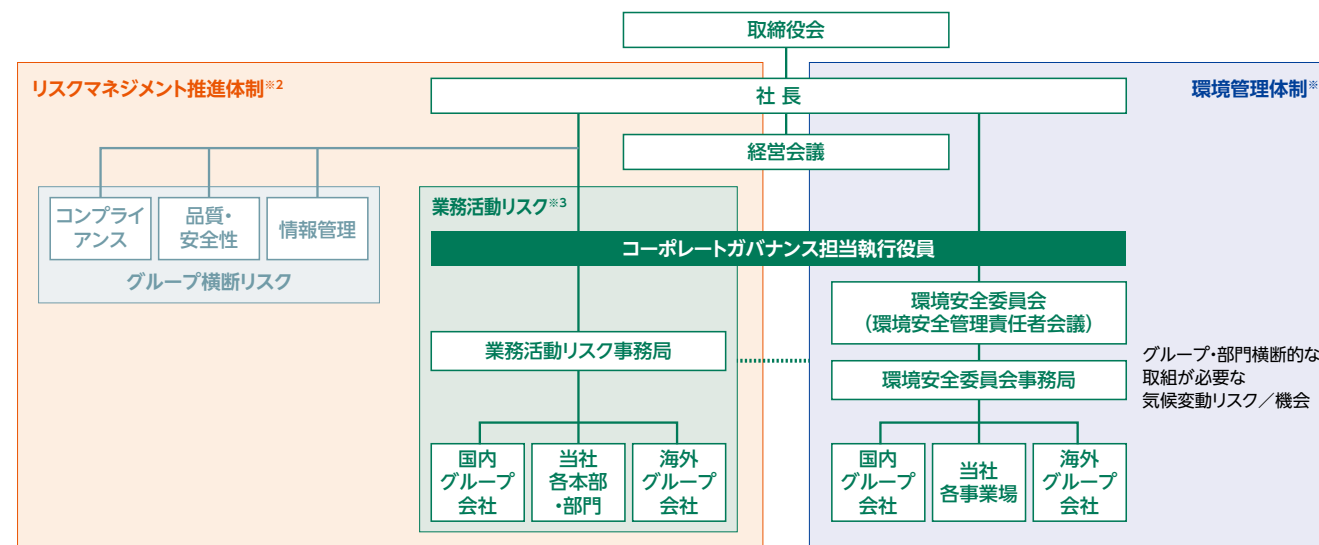 取締役会
リスクマネジメント推進体制※2
社 長
環境管理体制※
経営会議
コンプライ
アンス
品質・
安全性
情報管理
グループ横断リスク
業務活動リスク※3
コーポレートガバナンス担当執行役員
業務活動リスク事務局
国内
グループ
会社
当社
各本部
・部門
海外
グループ
会社
環境安全委員会
（環境安全管理責任者会議）
環境安全委員会事務局
グループ・部門横断的な
取組が必要な
気候変動リスク／機会
国内
グループ
会社
当社
各事業場
海外
グループ
会社